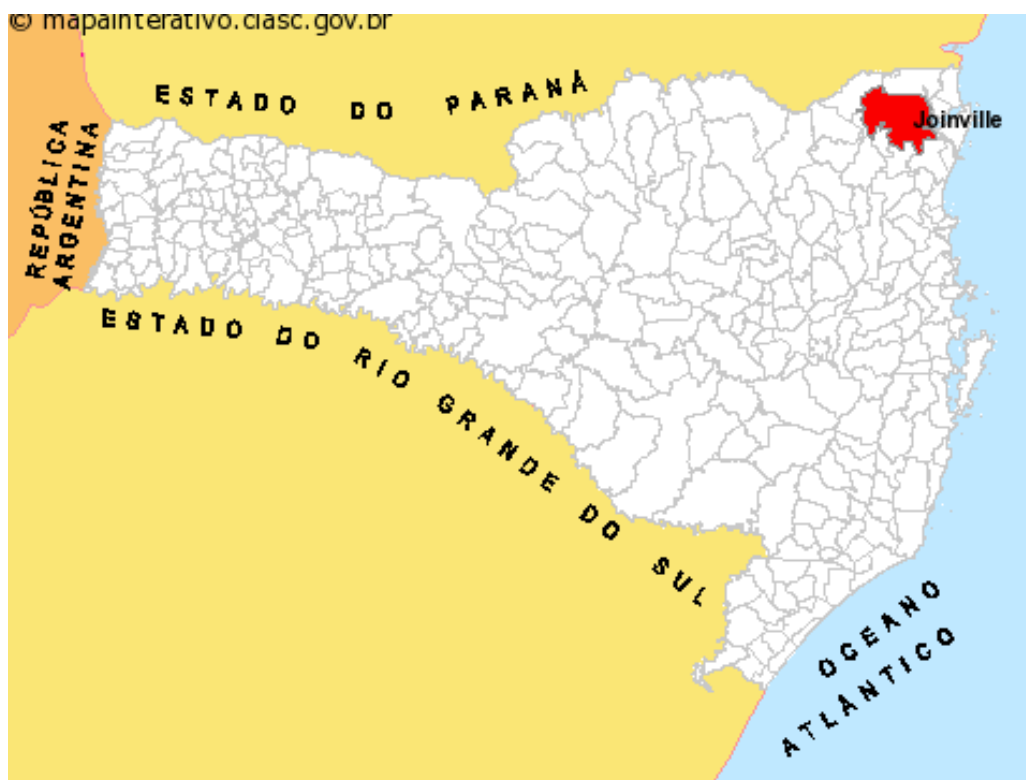 © mapainterativo.ciasc.gov.br
ESTADO DO PARANÁ
Joinville
REPÚBLICA
ARGENTINA
ESTADO DO RIO GRANDE DO SUL
OCEANO
ATLÂNTICO